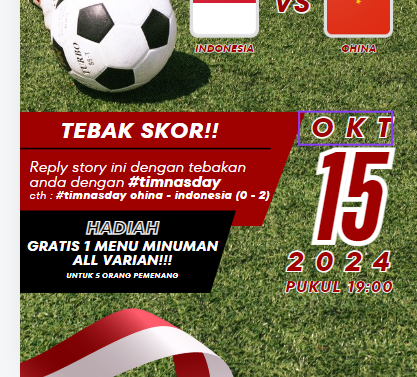 TURBO
VS
INDONESIA
CHINA
TEBAK SKOR!!
Reply story ini dengan tebakan
anda dengan #timnasday
cth : #timnasday china - indonesia (0 - 2)
HADIAH
GRATIS 1 MENU MINUMAN
ALL VARIAN!!!
UNTUK 5 ORANG PEMENANG
OKT
15
2024
PUKUL 19:00